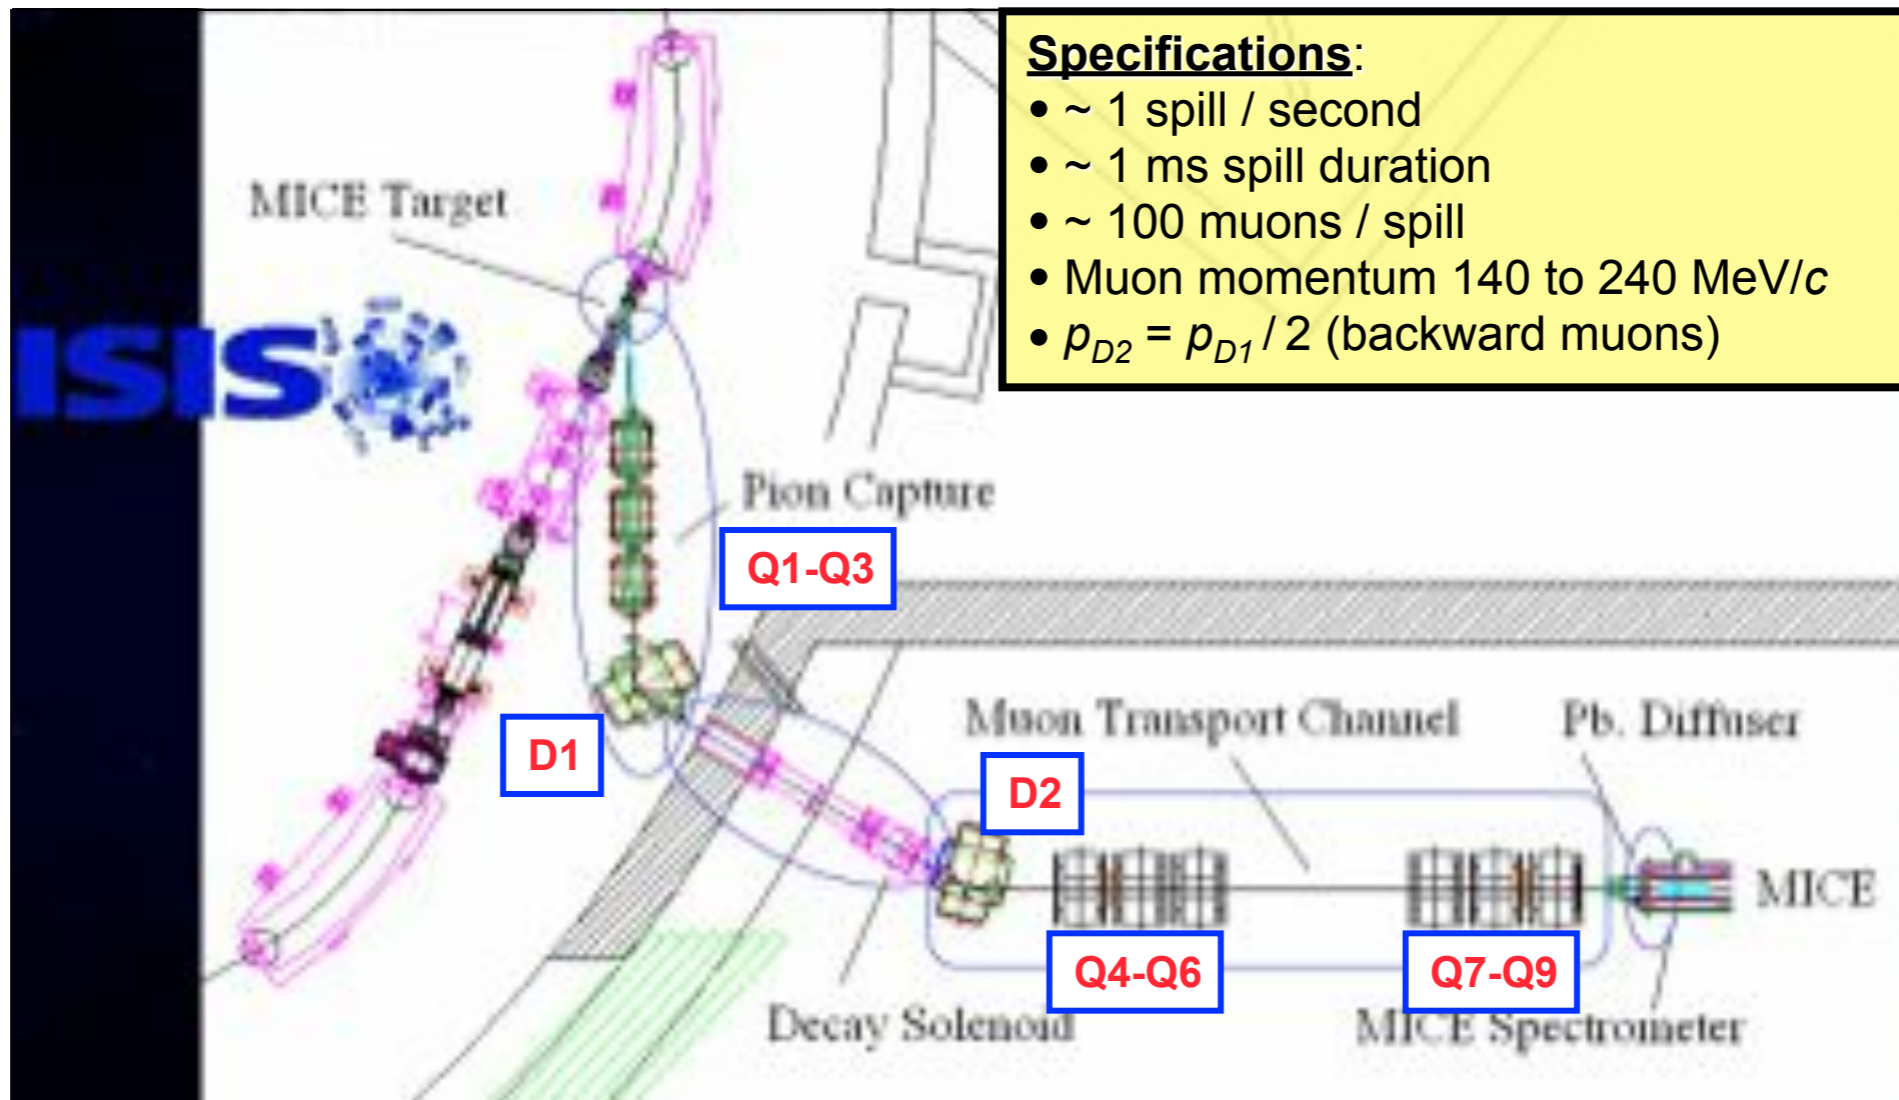 Specifications:
• ~ 1 spill / second
• ~ 1 ms spill duration
• ~ 100 muons / spill
• Muon momentum 140 to 240 MeV/c
• pD2 = pD1 / 2 (backward muons)
MICE Target
ISIS
Pion Capture
Q1-Q3
D1
Muon Transport Channel
Pb. Diffuser
D2
MICE
Q4-Q6
Q7-Q9
Decay Solenoid
MICE Spectrometer